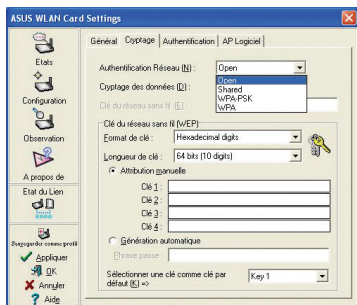 ASUS WLAN Card Settings
Etats
Configuration
Observation
A propos de
Etat du Lien
Sauvegarder comme profil
Appliquer
OK
Annuler
Aide
Général Cryptage Authentification AP Logiciel
Authentification Réseau (N) : Open
Open
Shared
WPA-PSK
WPA
Cryptage des données (D) :
Clé du réseau sans fil (E) :
Clé du réseau sans fil (WEP)
Format de clé : Hexadecimal digits
Longueur de clé : 64 bits (10 digits)
Attribution manuelle
Clé 1 :
Clé 2 :
Clé 3 :
Clé 4 :
Génération automatique
Phrase passe :
Sélectionner une clé comme clé par
défaut (K) => Key 1